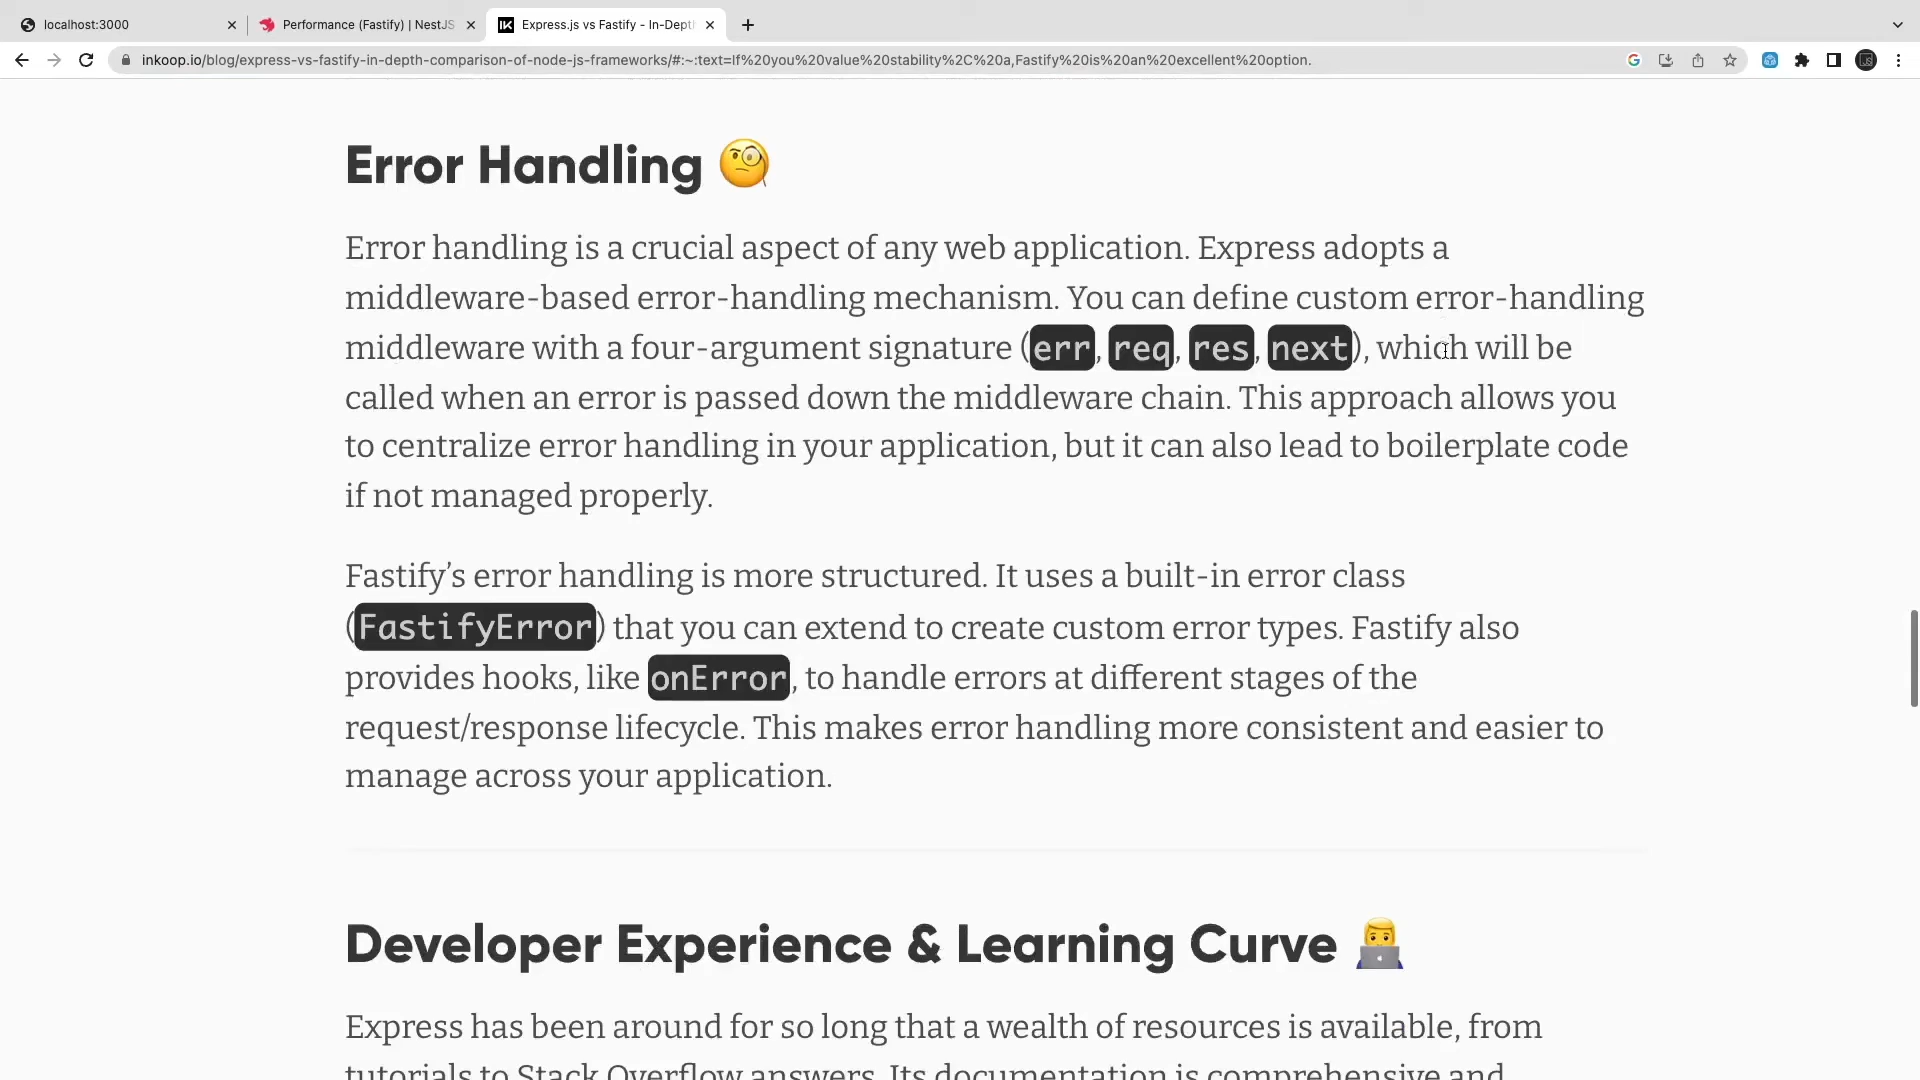 localhost:3000
Performance (Fastify) | NestJS
Express.js vs Fastify - In-Dept
inkoop.io/blog/express-vs-fastify-in-depth-comparison-of-node-js-frameworks/#:~:text=If%20you%20value%20stability%2C%20a,Fastify%20is%20an%20excellent%20option.
Error Handling 🧐
Error handling is a crucial aspect of any web application. Express adopts a
middleware-based error-handling mechanism. You can define custom error-handling
middleware with a four-argument signature (err, req, res, next), which will be
called when an error is passed down the middleware chain. This approach allows you
to centralize error handling in your application, but it can also lead to boilerplate code
if not managed properly.
Fastify’s error handling is more structured. It uses a built-in error class
(FastifyError) that you can extend to create custom error types. Fastify also
provides hooks, like onError, to handle errors at different stages of the
request/response lifecycle. This makes error handling more consistent and easier to
manage across your application.
Developer Experience & Learning Curve 👨‍💻
Express has been around for so long that a wealth of resources is available, from
tutorials to Stack Overflow answers. Its documentation is comprehensive and